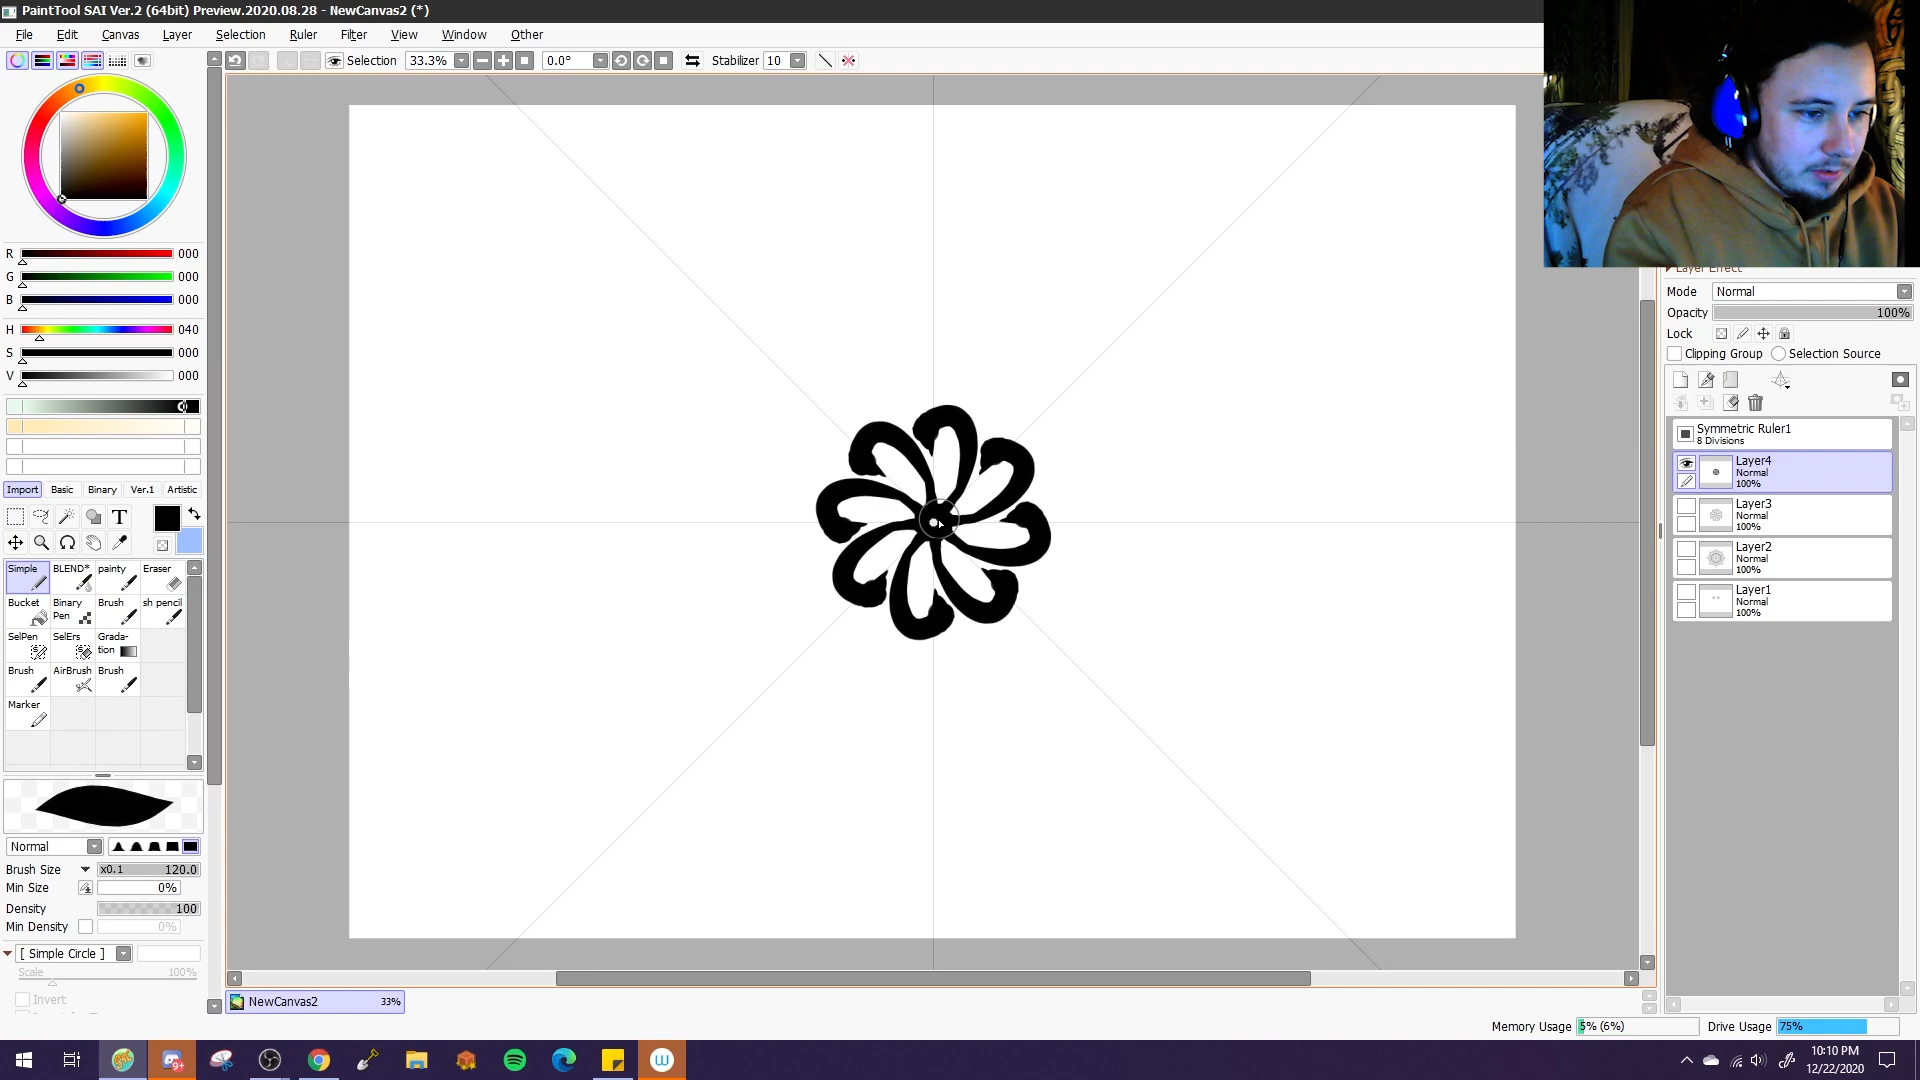 PaintTool SAI Ver.2 (64bit) Preview.2020.08.28 - NewCanvas2 (*)
File Edit Canvas Layer Selection Ruler Filter View Window Other
Selection 33.3% 0.0° Stabilizer 10
R 000
G 000
B 000
H 040
S 000
V 000
Import Basic Binary Ver.1 Artistic
T
Simple BLEND* painty Eraser
Bucket Binary Pen Brush sh pencil
SelPen SelErs Grada-tion
Brush AirBrush Brush
Marker
Normal
Brush Size x0.1 120.0
Min Size 0%
Density 100
Min Density 0%
[ Simple Circle ]
Scale 100%
Invert
NewCanvas2 33%
Layer Effect
Mode Normal
Opacity 100%
Lock
Clipping Group Selection Source
Symmetric Ruler1
8 Divisions
Layer4
Normal
100%
Layer3
Normal
100%
Layer2
Normal
100%
Layer1
Normal
100%
Memory Usage 5% (6%) Drive Usage 75%
9+
W
10:10 PM
12/22/2020